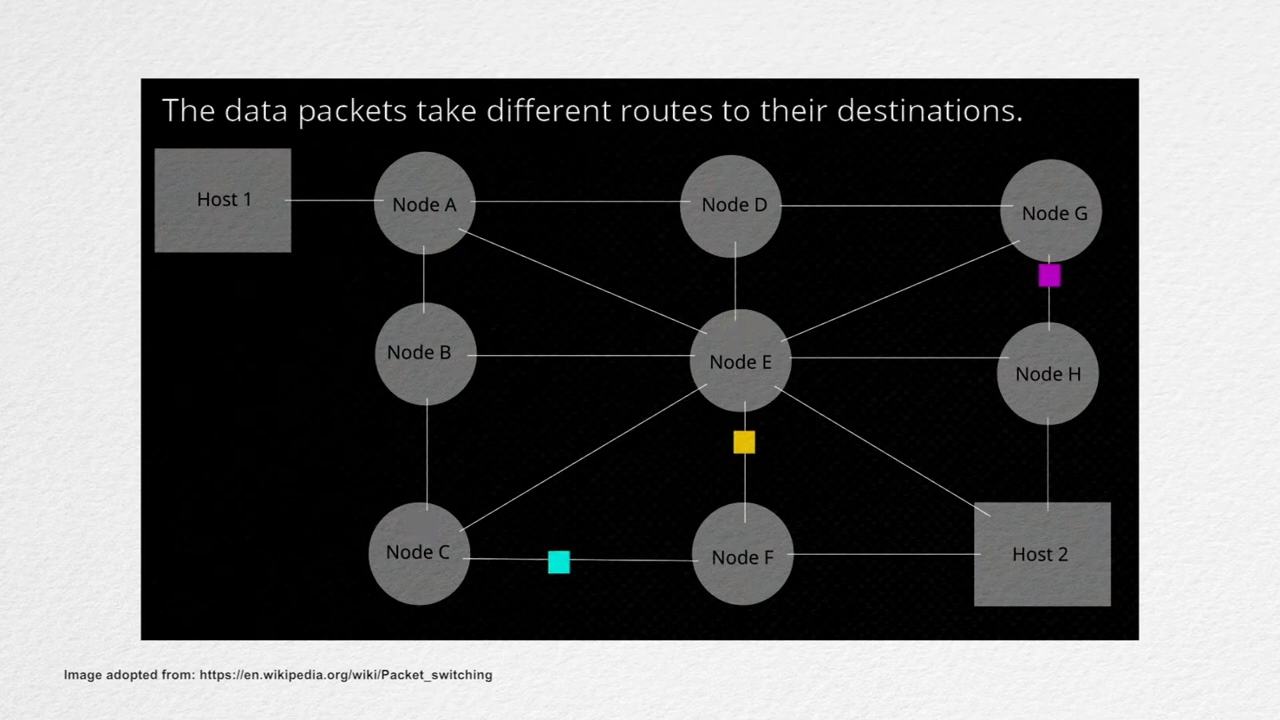 The data packets take different routes to their destinations.
Host 1
Node A
Node D
Node G
Node B
Node E
Node H
Node C
Node F
Host 2
Image adopted from: https://en.wikipedia.org/wiki/Packet_switching